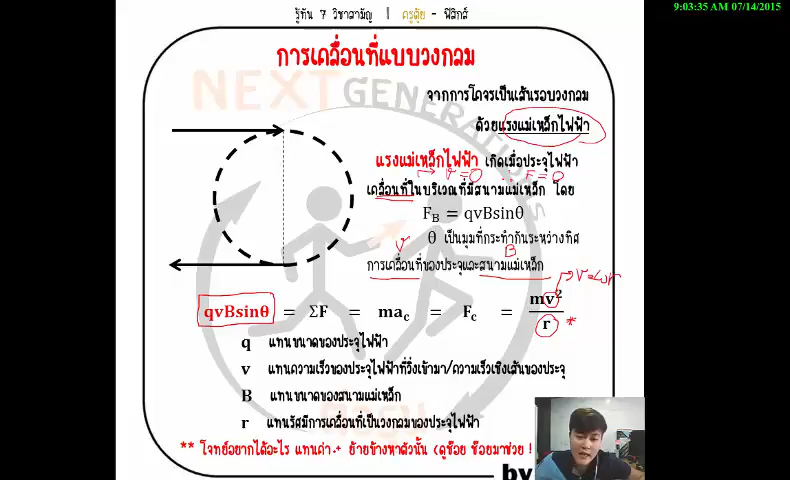 9:03:35 AM 07/14/2015
รู้ทัน 7 วิชาสามัญ | ครูตุ้ย - ฟิสิกส์
การเคลื่อนที่แบบวงกลม
NEXT GENERATION
จากการโคจรเป็นเส้นรอบวงกลม
ด้วยแรงแม่เหล็กไฟฟ้า
แรงแม่เหล็กไฟฟ้า เกิดเมื่อประจุไฟฟ้า
v=0 F=0
เคลื่อนที่ในบริเวณที่มีสนามแม่เหล็ก โดย
F_B = qvBsinθ
θ เป็นมุมที่กระทำกันระหว่างทิศ
v B
การเคลื่อนที่ของประจุและสนามแม่เหล็ก
v=ωr
qvBsinθ = ΣF = ma_c = F_c = mv²/r *
q แทนขนาดของประจุไฟฟ้า
v แทนความเร็วของประจุไฟฟ้าที่วิ่งเข้ามา/ความเร็วเชิงเส้นของประจุ
B แทนขนาดของสนามแม่เหล็ก
r แทนรัศมีการเคลื่อนที่เป็นวงกลมของประจุไฟฟ้า
** โจทย์อยากได้อะไร แทนค่า + ย้ายข้างหาตัวนั้น
by